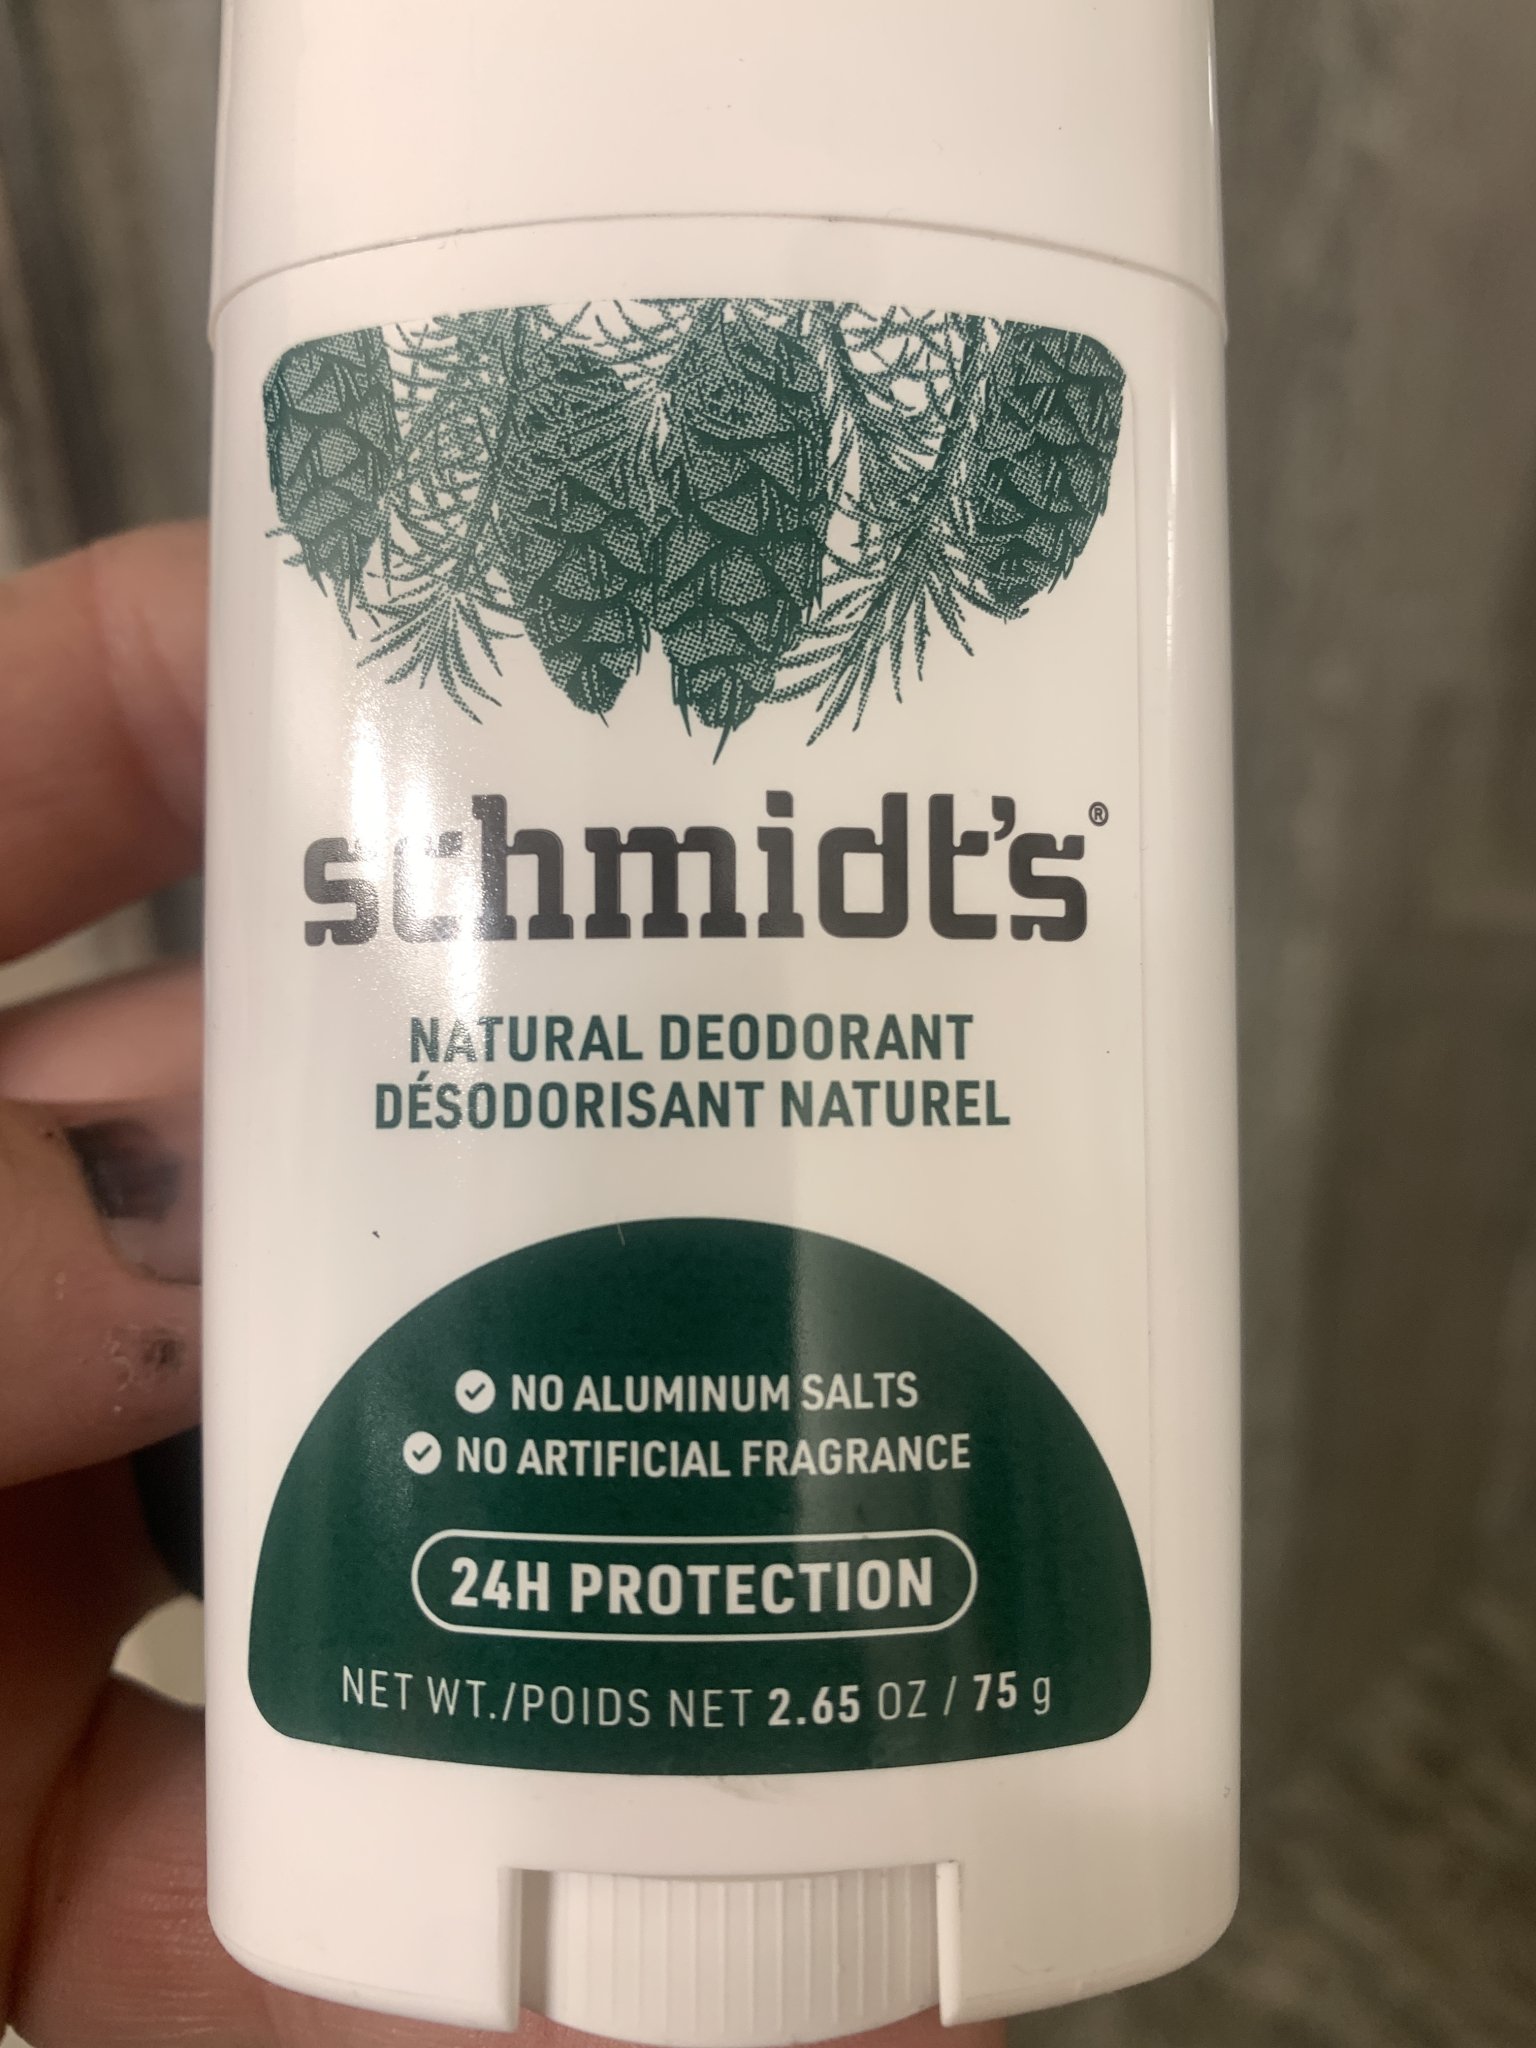 schmidt's®
NATURAL DEODORANT
DÉSODORISANT NATUREL
NO ALUMINUM SALTS
NO ARTIFICIAL FRAGRANCE
24H PROTECTION
NET WT./POIDS NET 2.65 OZ / 75 g